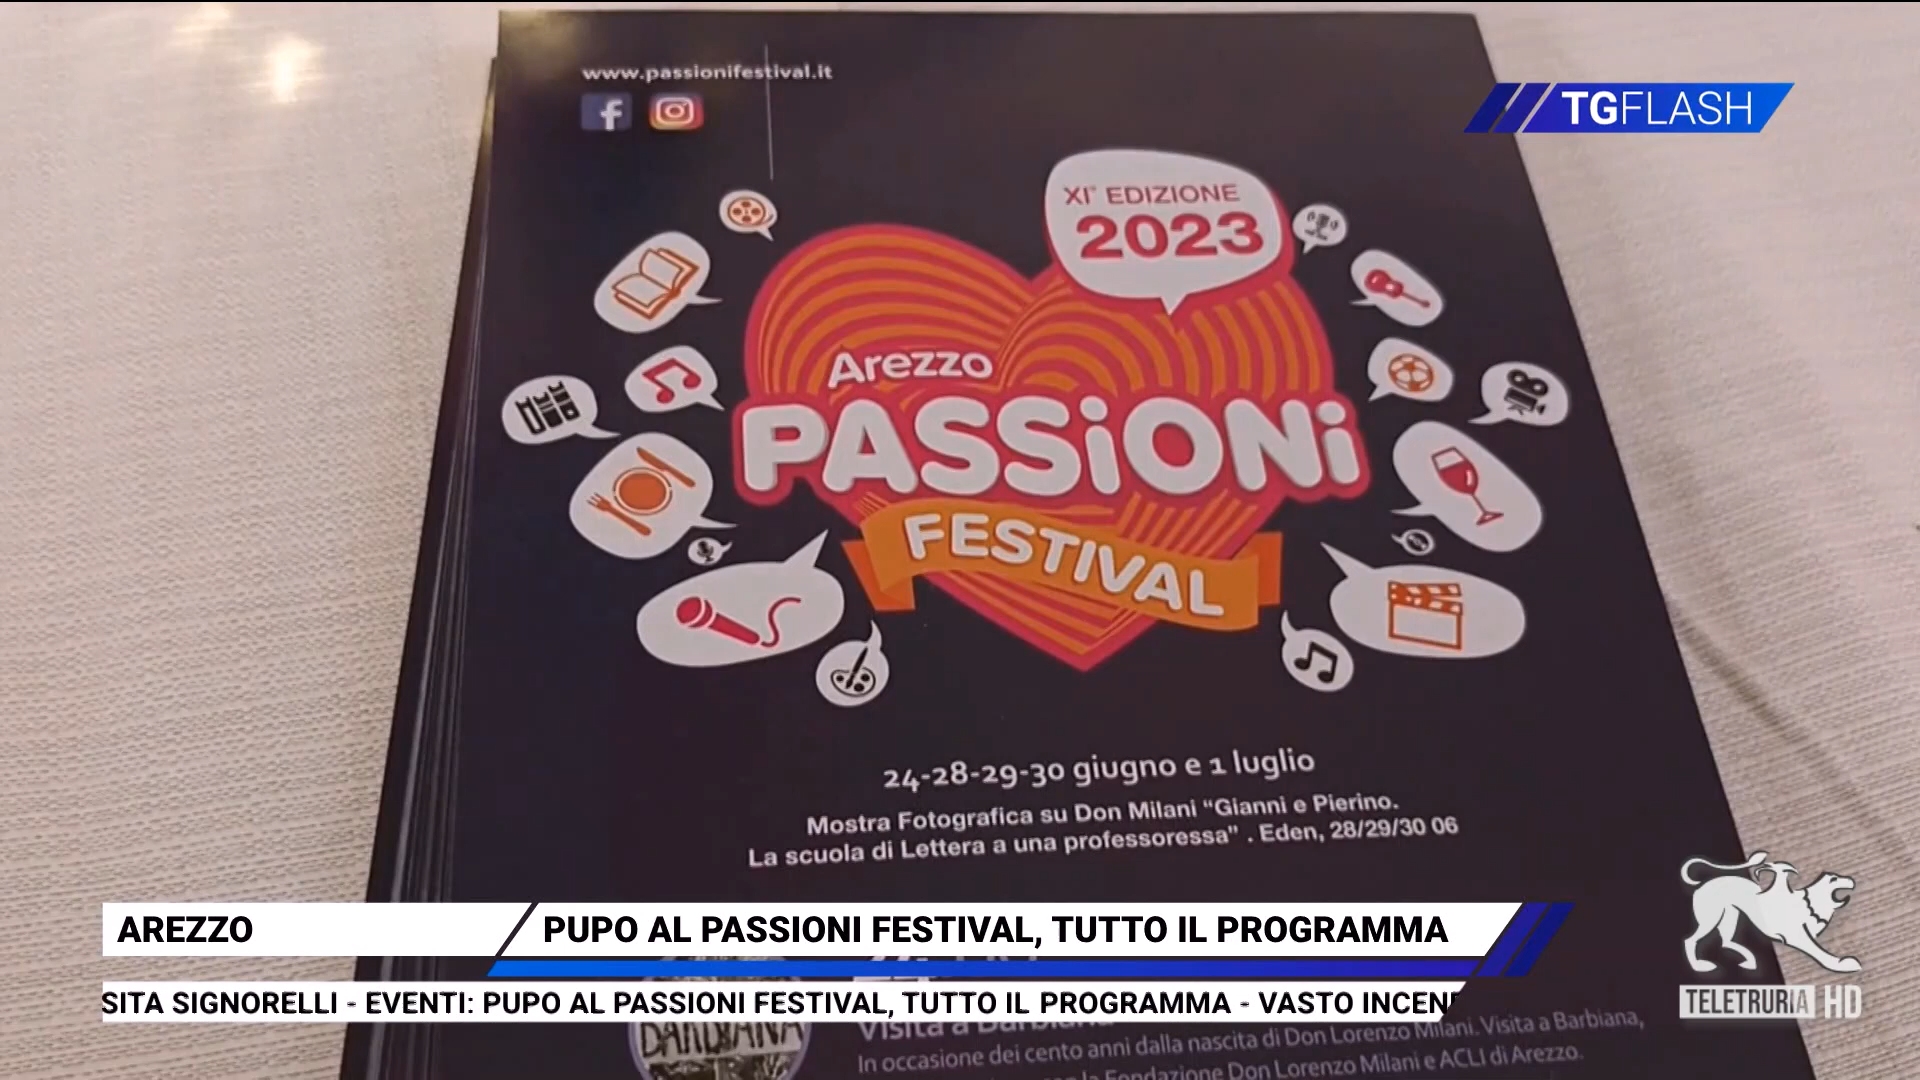 www.passionifestival.it
TGFLASH
XI° EDIZIONE
2023
Arezzo
PASSiONi
FESTIVAL
24-28-29-30 giugno e 1 luglio
Mostra Fotografica su Don Milani “Gianni e Pierino.
La scuola di Lettera a una professoressa” . Eden, 28/29/30 06
AREZZO
PUPO AL PASSIONI FESTIVAL, TUTTO IL PROGRAMMA
SITA SIGNORELLI - EVENTI: PUPO AL PASSIONI FESTIVAL, TUTTO IL PROGRAMMA - VASTO INCEN
TELETRURIA HD
Visita a
In occasione dei cento anni dalla nascita di Don Lorenzo Milani. Visita a Barbiana,
la Fondazione Don Lorenzo Milani e ACLI di Arezzo.